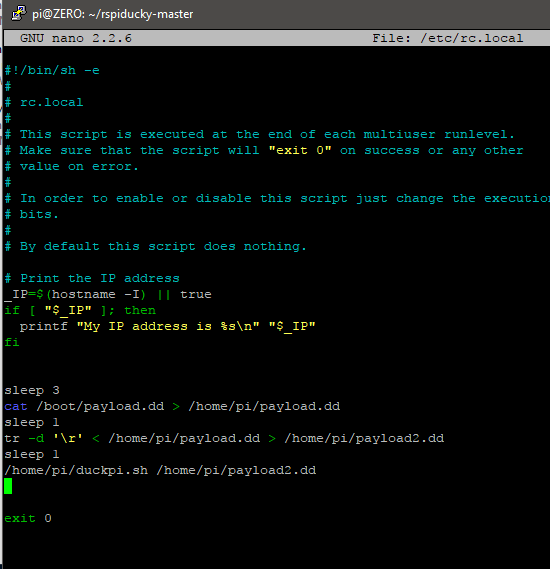 pi@ZERO: ~/rspiducky-master
GNU nano 2.2.6 File: /etc/rc.local
#!/bin/sh -e
#
# rc.local
#
# This script is executed at the end of each multiuser runlevel.
# Make sure that the script will "exit 0" on success or any other
# value on error.
#
# In order to enable or disable this script just change the execution
# bits.
#
# By default this script does nothing.
# Print the IP address
_IP=$(hostname -I) || true
if [ "$_IP" ]; then
  printf "My IP address is %s\n" "$_IP"
fi
sleep 3
cat /boot/payload.dd > /home/pi/payload.dd
sleep 1
tr -d '\r' < /home/pi/payload.dd > /home/pi/payload2.dd
sleep 1
/home/pi/duckpi.sh /home/pi/payload2.dd
exit 0